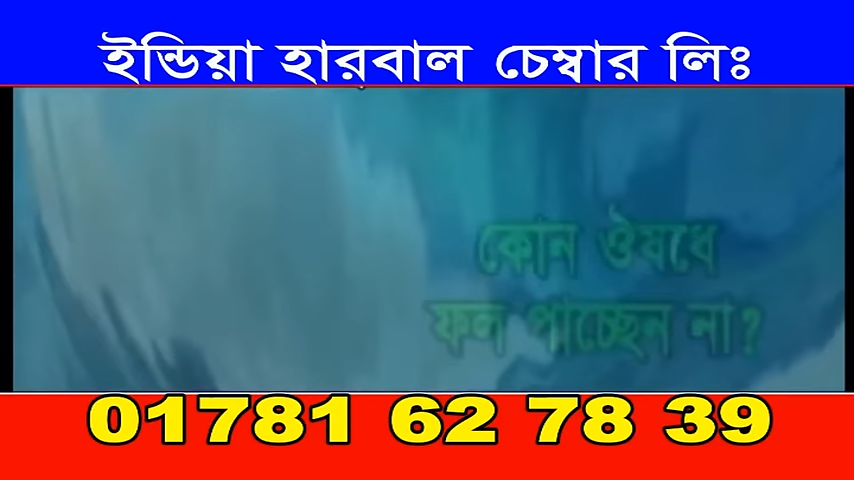 ইন্ডিয়া হারবাল চেম্বার লিঃ
কোন ঔষধে
ফল পাচ্ছেন না?
01781 62 78 39